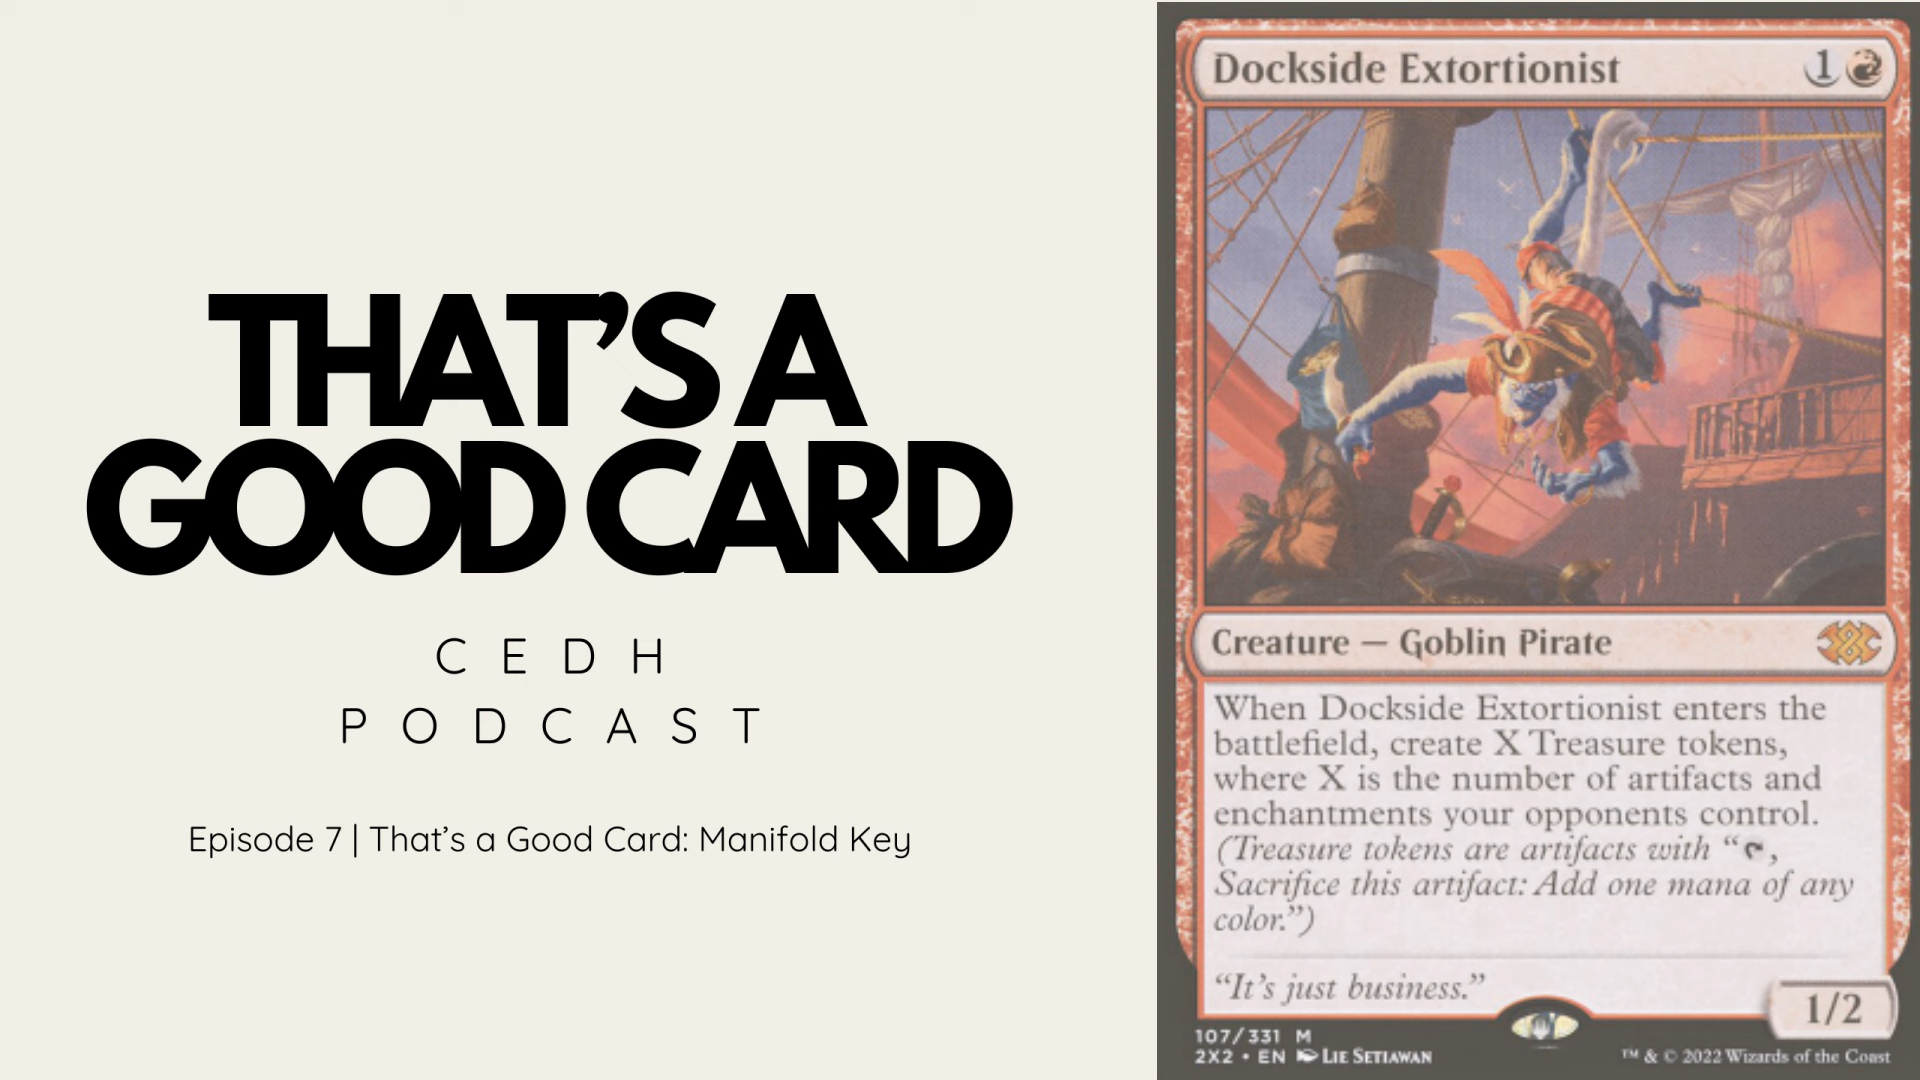 THAT'S A
GOOD CARD
CEDH
PODCAST
Episode 7 | That's a Good Card: Manifold Key
Dockside Extortionist 1
Creature — Goblin Pirate
When Dockside Extortionist enters the
battlefield, create X Treasure tokens,
where X is the number of artifacts and
enchantments your opponents control.
(Treasure tokens are artifacts with “ ,
Sacrifice this artifact: Add one mana of any
color.”)
“It's just business.”
1/2
107/331 M
2X2 • EN LIE SETIAWAN
™ & © 2022 Wizards of the Coast